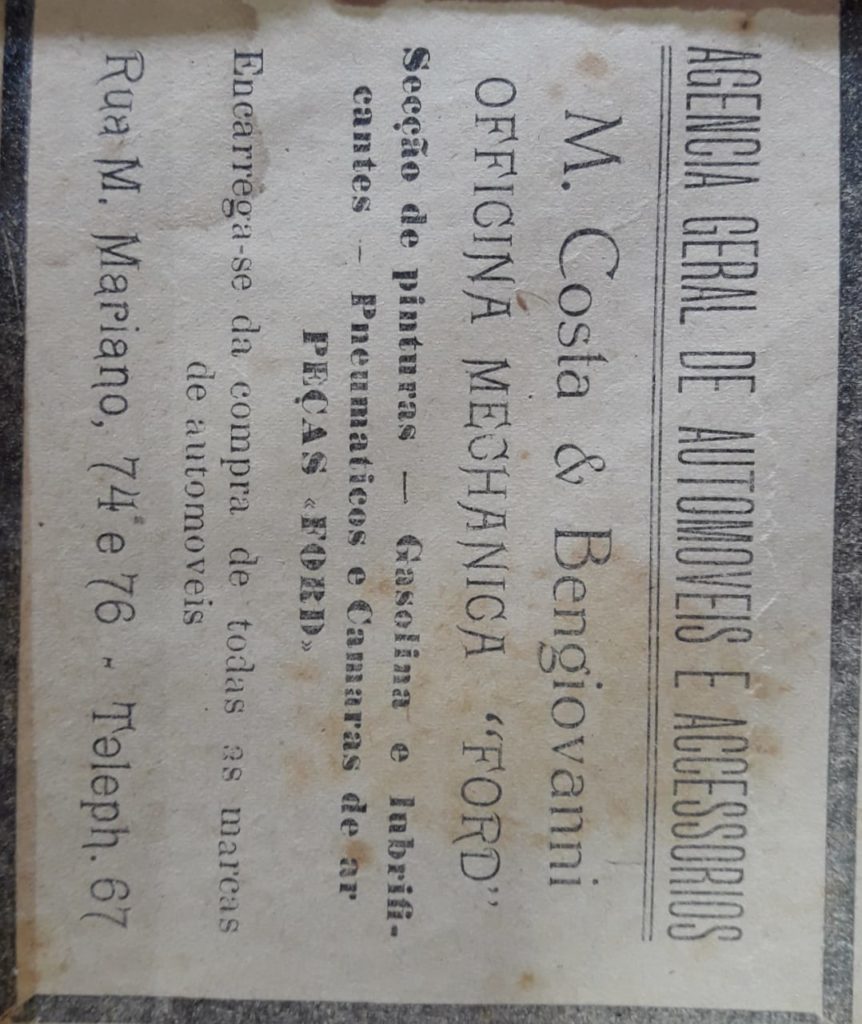 AGENCIA GERAL DE AUTOMOVEIS E ACCESSORIOS
M. Costa & Bengiovanni
OFFICINA MECHANICA "FORD"
Secção de pinturas — Gasolina e lubrifi-
cantes — Pneumaticos e Camaras de ar
PEÇAS «FORD»
Encarrega-se da compra de todas as marcas
de automoveis
Rua M. Mariano, 74 e 76 - Teleph. 67